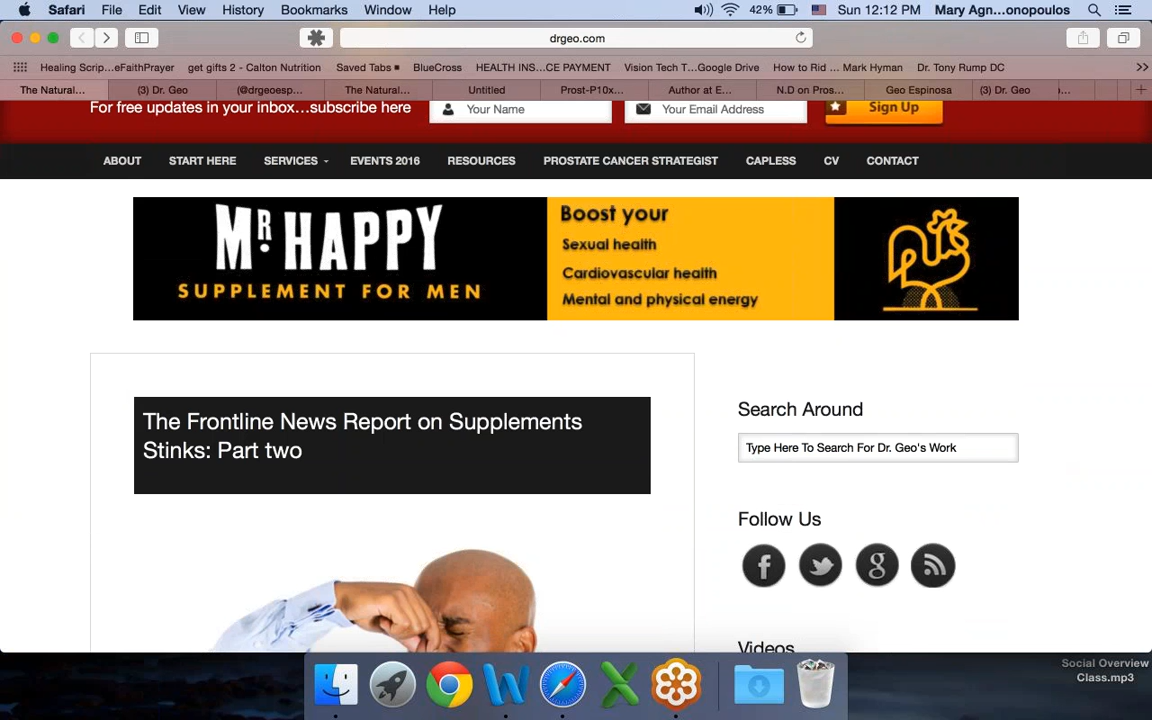 Safari File Edit View History Bookmarks Window Help 42% Sun 12:12 PM Mary Agn...onopoulos
drgeo.com
Healing Scrip...eFaithPrayer get gifts 2 - Calton Nutrition Saved Tabs BlueCross HEALTH INS...CE PAYMENT Vision Tech T...Google Drive How to Rid ... Mark Hyman Dr. Tony Rump DC
The Natural... (3) Dr. Geo (@drgeoesp... The Natural... Untitled Prost-P10x... Author at E... N.D on Pros... Geo Espinosa (3) Dr. Geo
For free updates in your inbox...subscribe here Your Name Your Email Address Sign Up
ABOUT START HERE SERVICES EVENTS 2016 RESOURCES PROSTATE CANCER STRATEGIST CAPLESS CV CONTACT
MR. HAPPY
SUPPLEMENT FOR MEN
Boost your
Sexual health
Cardiovascular health
Mental and physical energy
The Frontline News Report on Supplements
Stinks: Part two
Search Around
Type Here To Search For Dr. Geo's Work
Follow Us
Videos
Social Overview
Class.mp3